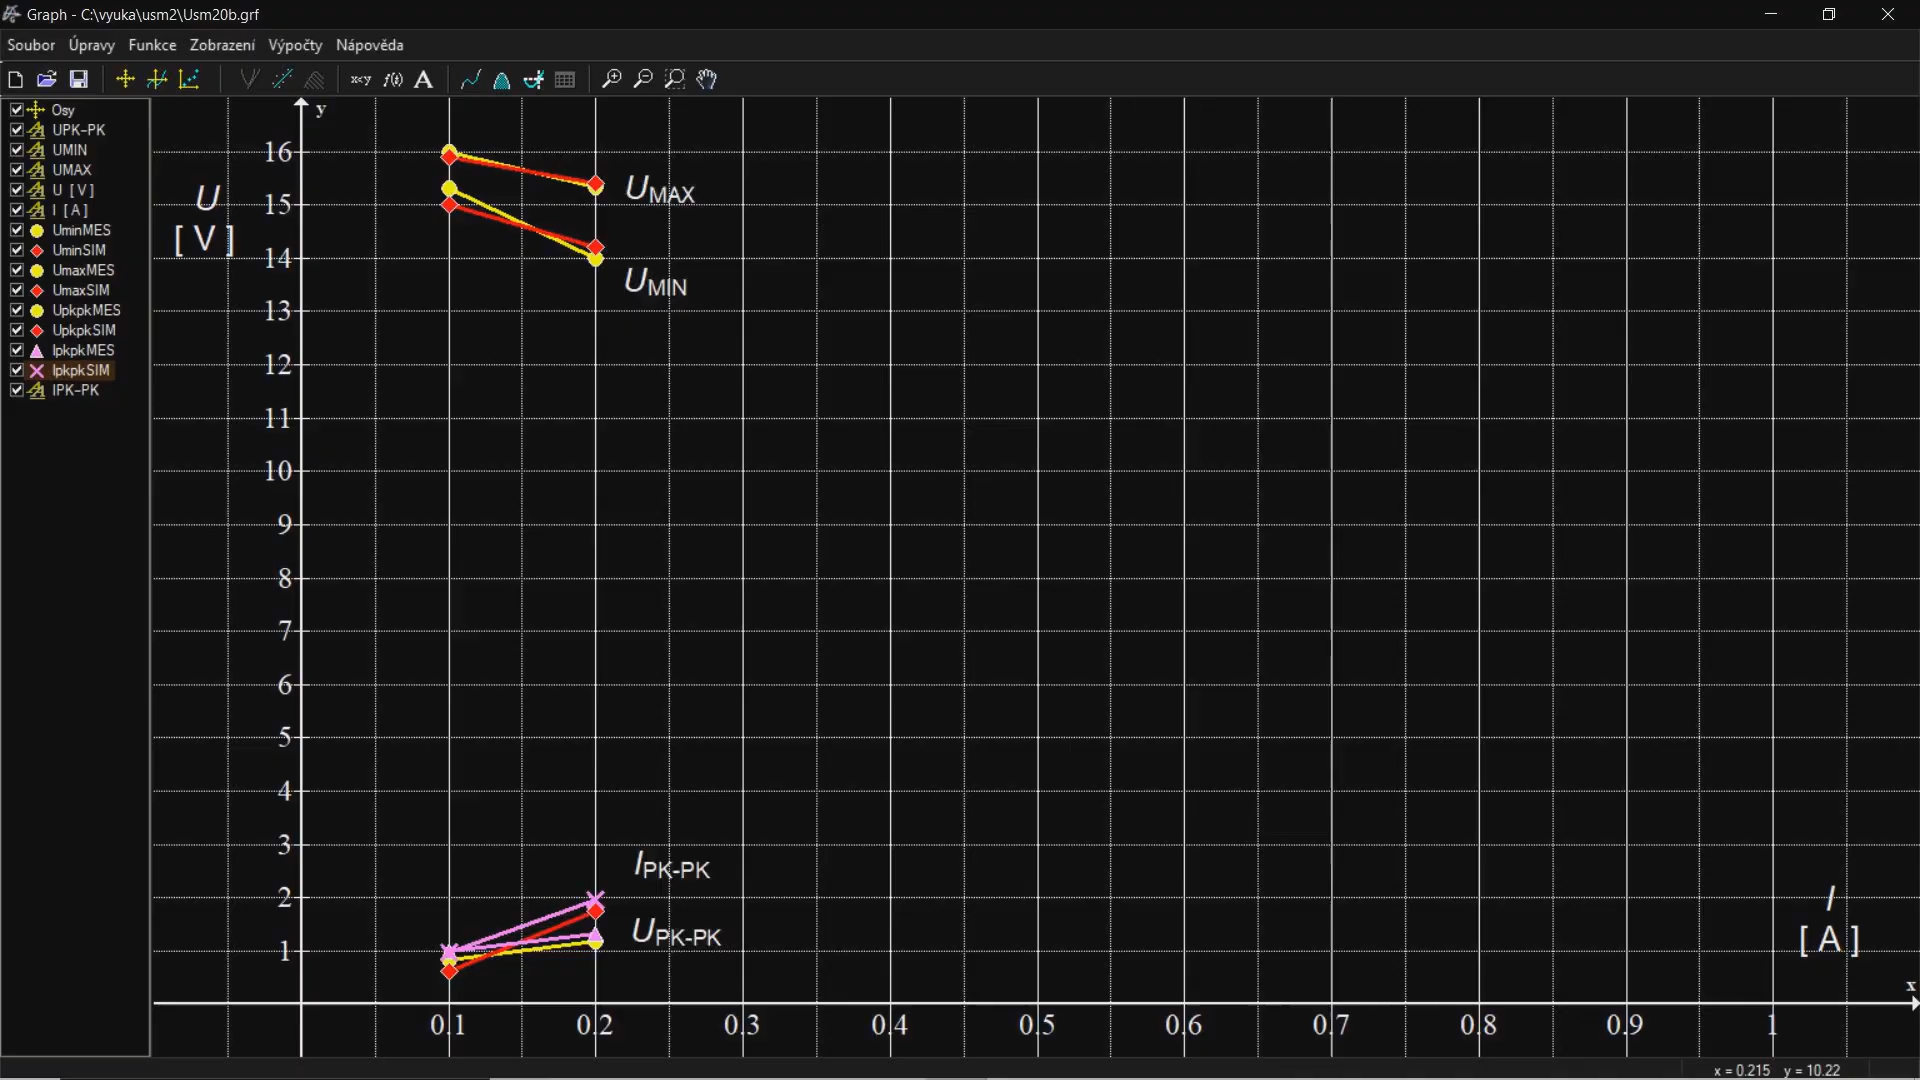 Graph - C:\vyuka\usm2\Usm20b.grf
Soubor Úpravy Funkce Zobrazení Výpočty Nápověda
x<y f(x) A
Osy
UPK-PK
UMIN
UMAX
U [V]
I [A]
UminMES
UminSIM
UmaxMES
UmaxSIM
UpkpkMES
UpkpkSIM
IpkpkMES
IpkpkSIM
IPK-PK
y
U
[ V ]
16
15
14
13
12
11
10
9
8
7
6
5
4
3
2
1
UMAX
UMIN
IPK-PK
UPK-PK
I
[ A ]
x
0.1 0.2 0.3 0.4 0.5 0.6 0.7 0.8 0.9 1
x = 0.215 y = 10.22